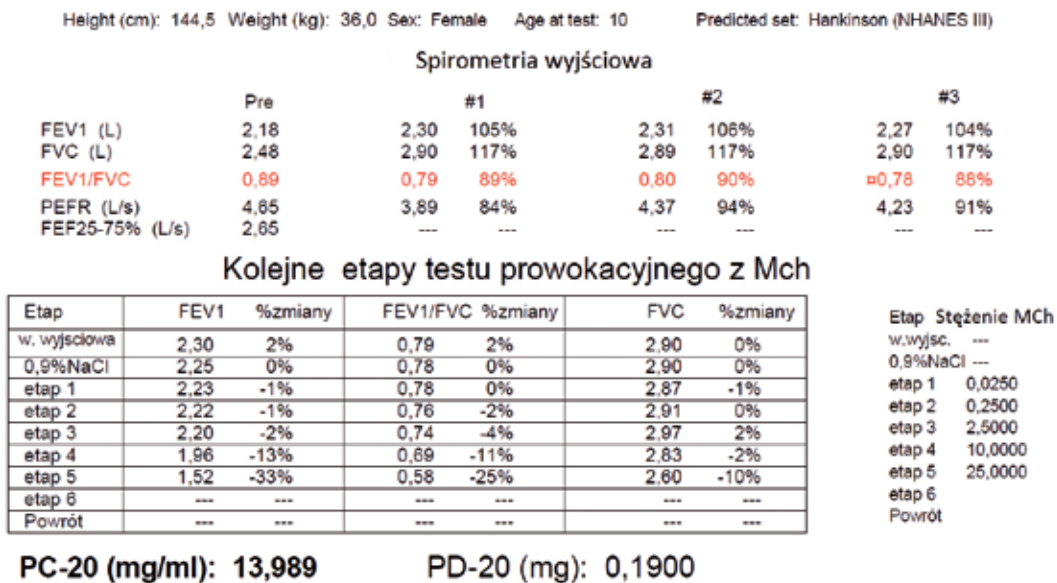 Height (cm): 144,5 Weight (kg): 36,0 Sex: Female Age at test: 10 Predicted set: Hankinson (NHANES III)
Spirometria wyjściowa
Pre #1 #2 #3
FEV1 (L) 2,18 2,30 105% 2,31 106% 2,27 104%
FVC (L) 2,48 2,90 117% 2,89 117% 2,90 117%
FEV1/FVC 0,89 0,79 89% 0,80 90% ¤0,78 88%
PEFR (L/s) 4,65 3,89 84% 4,37 94% 4,23 91%
FEF25-75% (L/s) 2,65 --- --- --- --- --- ---
Kolejne etapy testu prowokacyjnego z Mch
Etap FEV1 %zmiany FEV1/FVC %zmiany FVC %zmiany
w. wyjsciowa 2,30 2% 0,79 2% 2,90 0%
0,9%NaCl 2,25 0% 0,78 0% 2,90 0%
etap 1 2,23 -1% 0,78 0% 2,87 -1%
etap 2 2,22 -1% 0,76 -2% 2,91 0%
etap 3 2,20 -2% 0,74 -4% 2,97 2%
etap 4 1,96 -13% 0,69 -11% 2,83 -2%
etap 5 1,52 -33% 0,58 -25% 2,60 -10%
etap 6 --- --- --- --- --- ---
Powrót --- --- --- --- --- ---
Etap Stężenie MCh
w.wyjsc. ---
0,9%NaCl ---
etap 1 0,0250
etap 2 0,2500
etap 3 2,5000
etap 4 10,0000
etap 5 25,0000
etap 6
Powrót
PC-20 (mg/ml): 13,989 PD-20 (mg): 0,1900